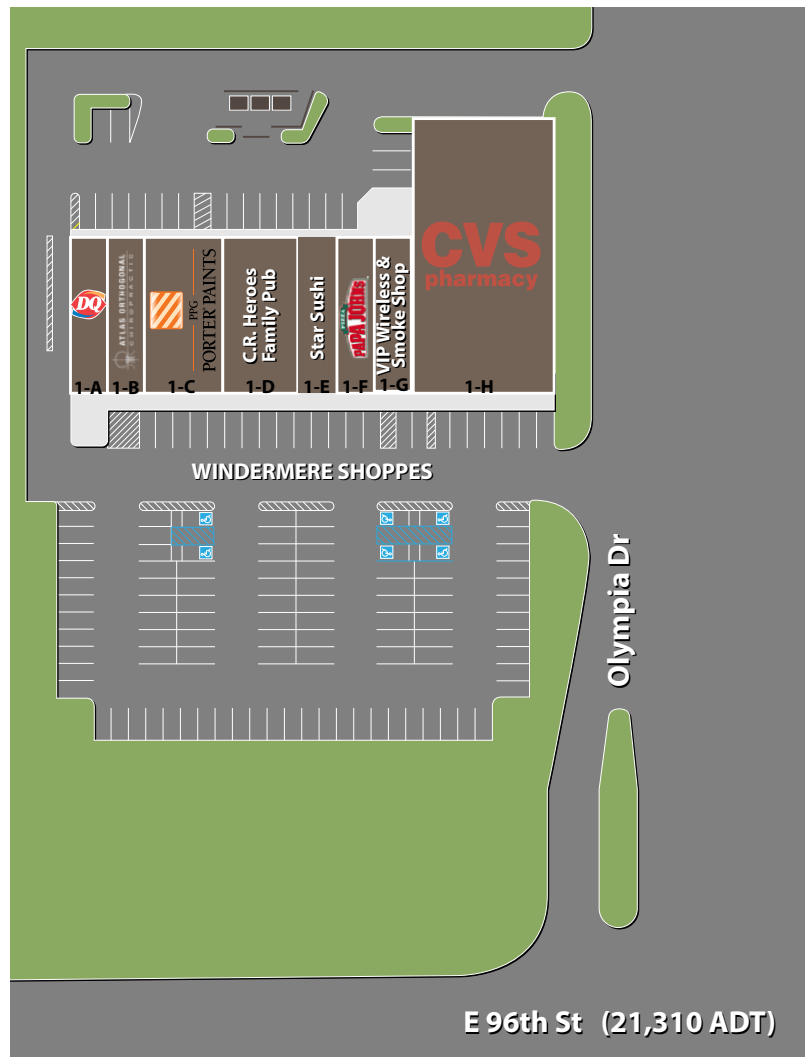 CVS
pharmacy
DQ
ATLAS ORTHOGONAL
CHIROPRACTIC
PPG
PORTER PAINTS
C.R. Heroes
Family Pub
Star Sushi
PIZZA
PAPA JOHNS
VIP Wireless &
Smoke Shop
1-A
1-B
1-C
1-D
1-E
1-F
1-G
1-H
WINDERMERE SHOPPES
Olympia Dr
E 96th St (21,310 ADT)